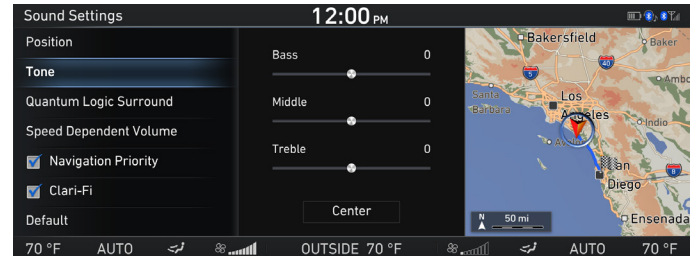 Sound Settings
12:00 PM
Position
Tone
Quantum Logic Surround
Speed Dependent Volume
Navigation Priority
Clari-Fi
Default
Bass 0
Middle 0
Treble 0
Center
Bakersfield
Baker
5
40
Santa
Barbara
Los
Angeles
Indio
San
Diego
8
Ensenada
N
50 mi
70 °F AUTO OUTSIDE 70 °F AUTO 70 °F